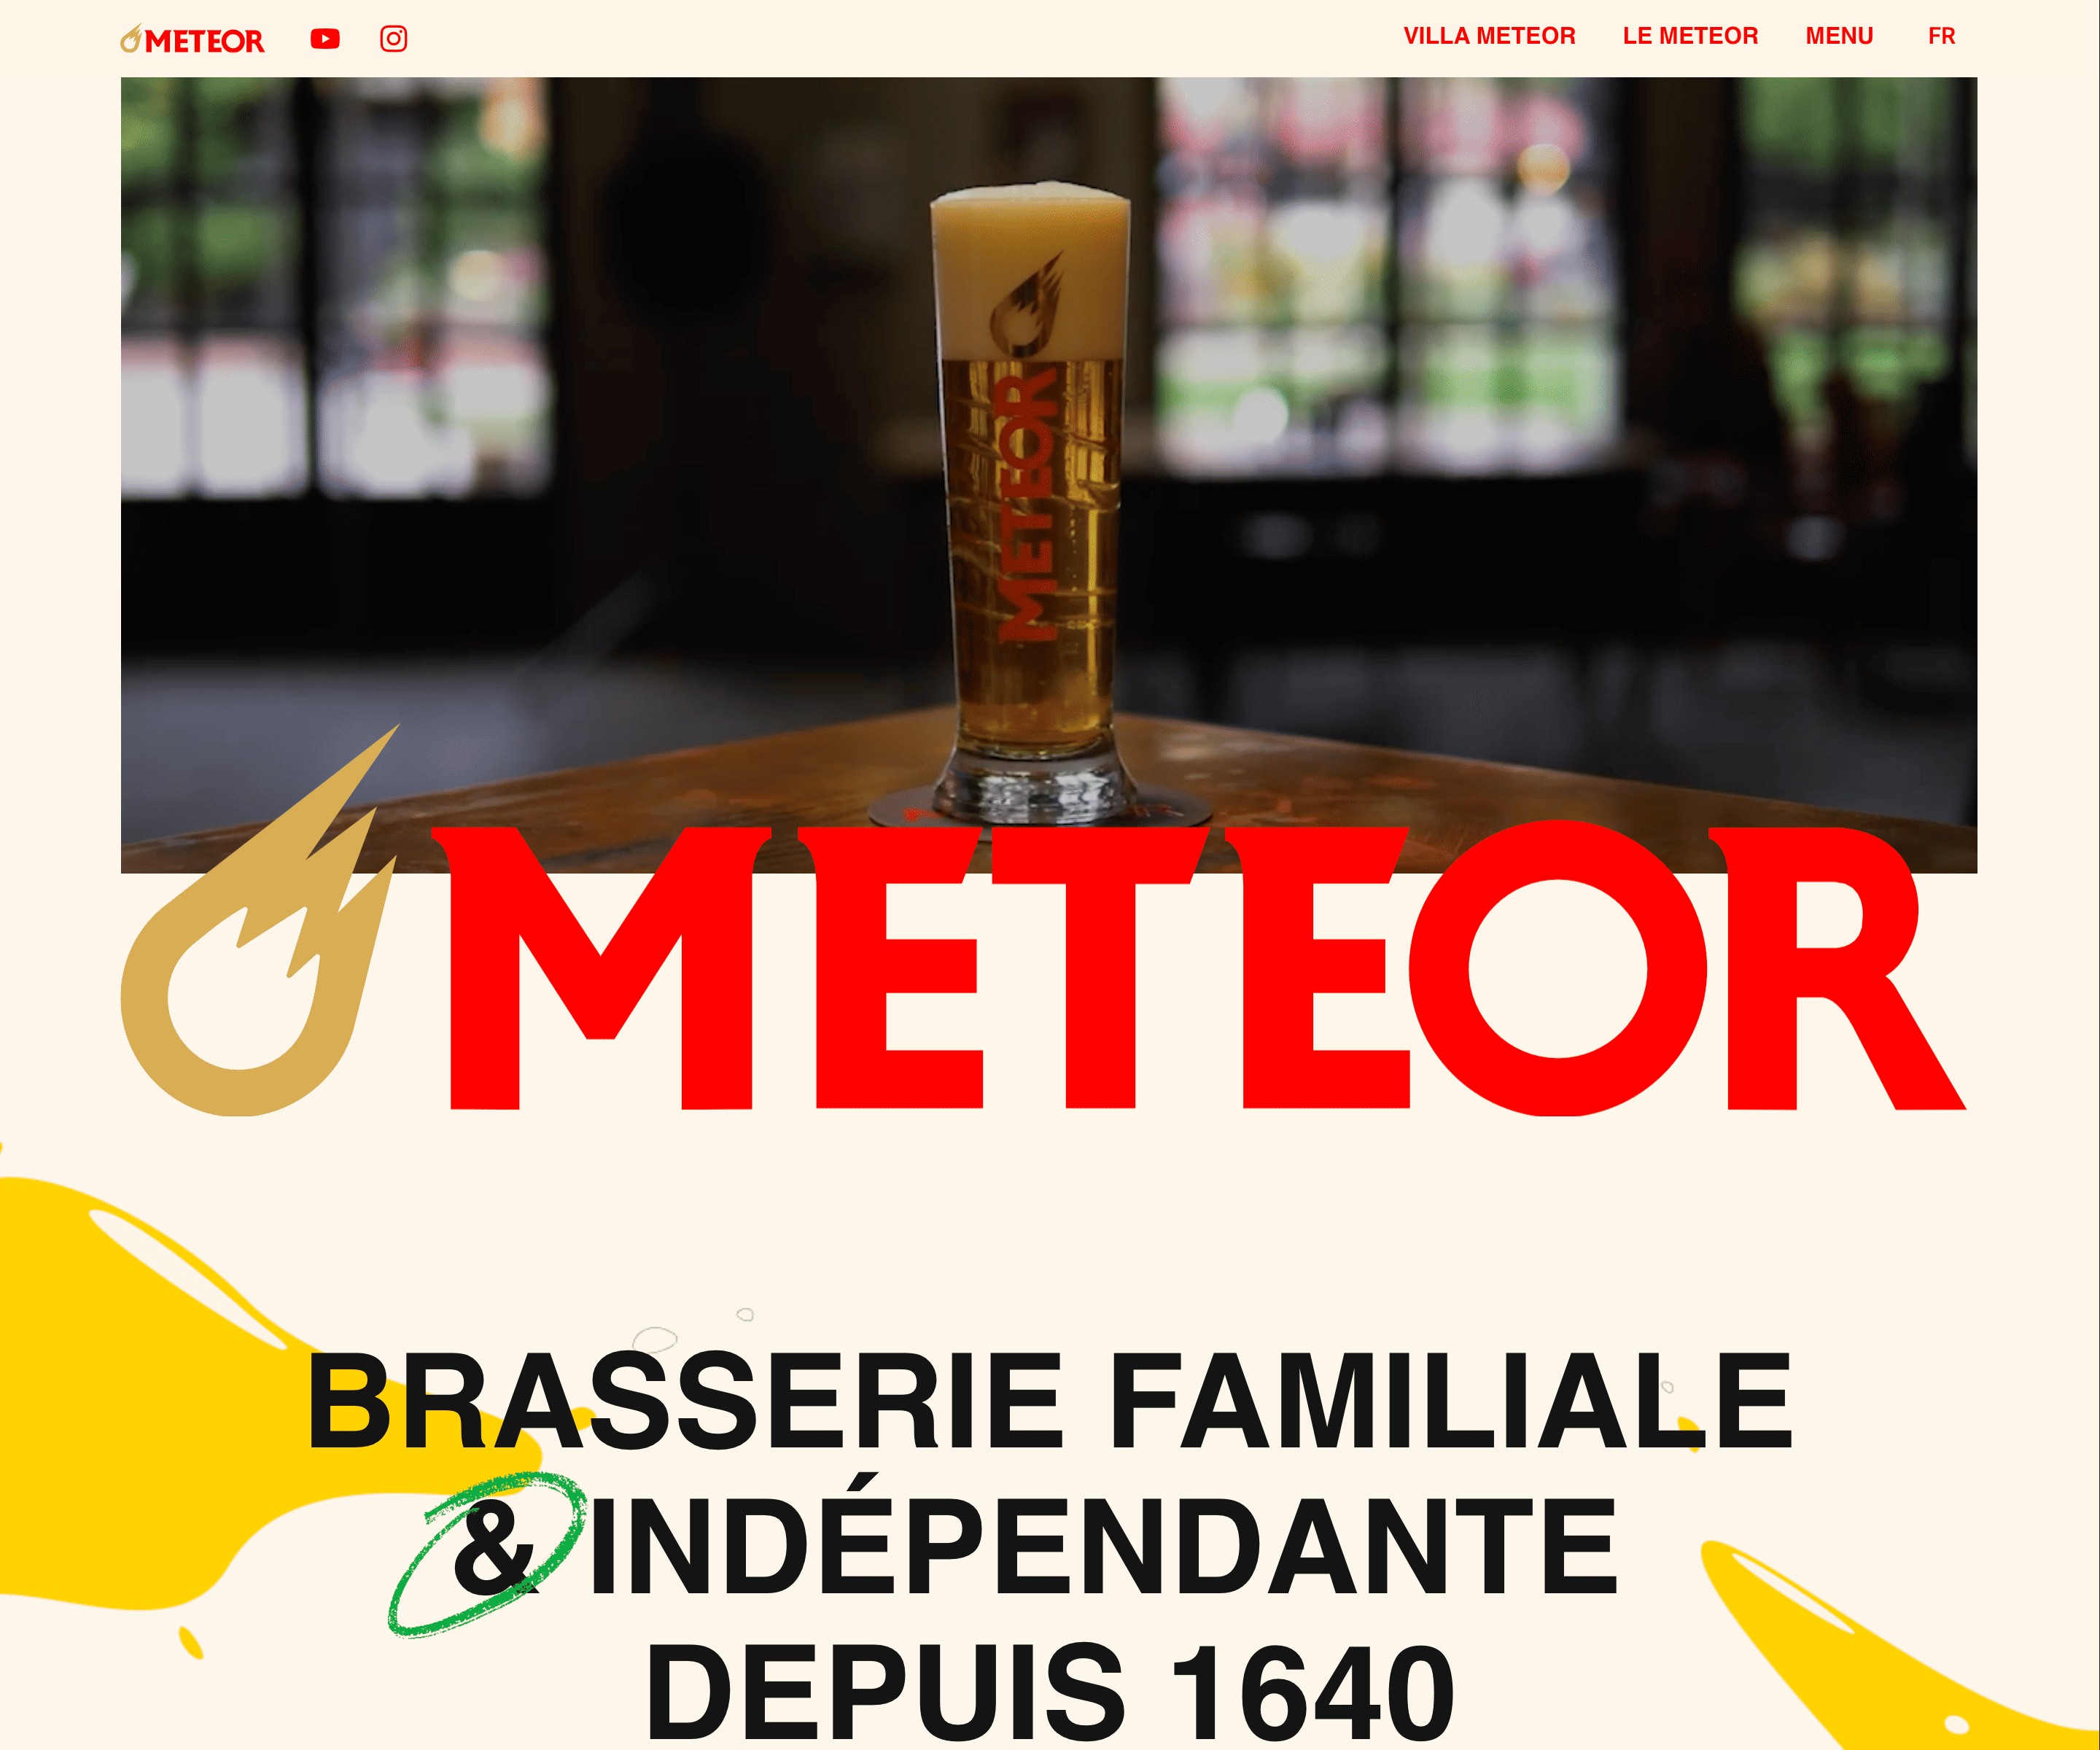 METEOR
VILLA METEOR
LE METEOR
MENU
FR
METEOR
METEOR
BRASSERIE FAMILIALE
& INDÉPENDANTE
DEPUIS 1640